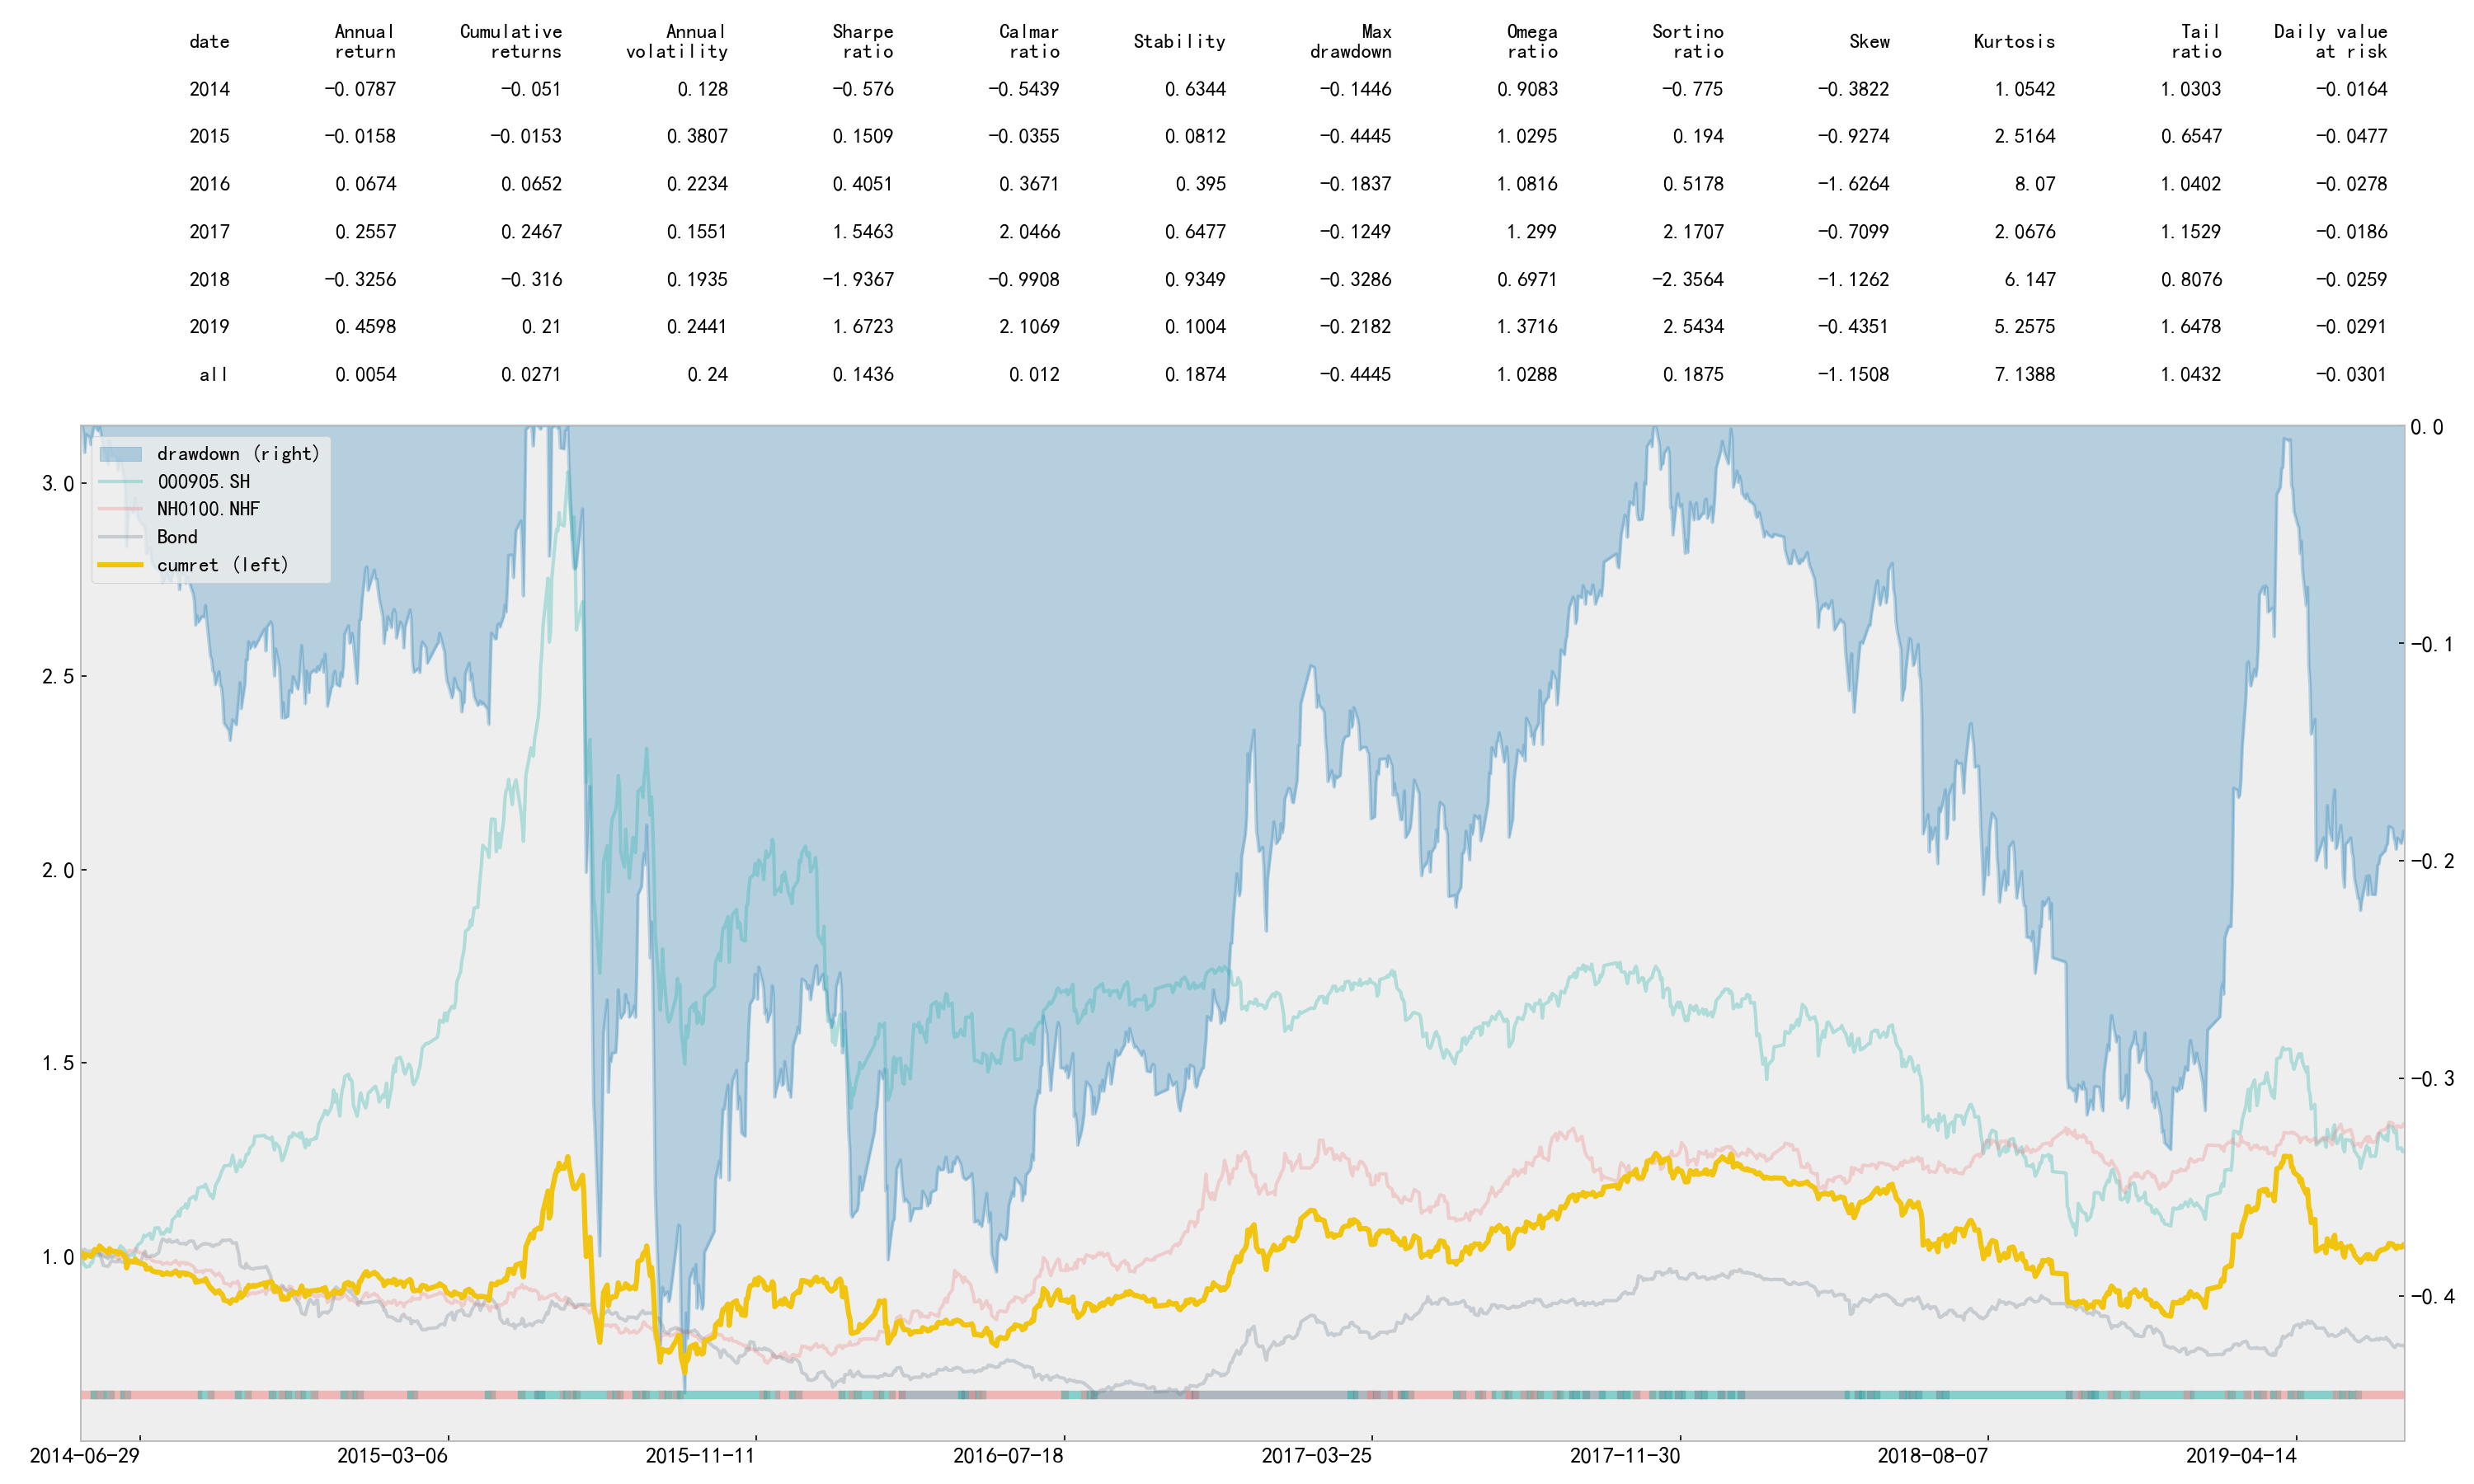 date Annual return Cumulative returns Annual volatility Sharpe ratio Calmar ratio Stability Max drawdown Omega ratio Sortino ratio Skew Kurtosis Tail ratio Daily value at risk
2014 -0.0787 -0.051 0.128 -0.576 -0.5439 0.6344 -0.1446 0.9083 -0.775 -0.3822 1.0542 1.0303 -0.0164
2015 -0.0158 -0.0153 0.3807 0.1509 -0.0355 0.0812 -0.4445 1.0295 0.194 -0.9274 2.5164 0.6547 -0.0477
2016 0.0674 0.0652 0.2234 0.4051 0.3671 0.395 -0.1837 1.0816 0.5178 -1.6264 8.07 1.0402 -0.0278
2017 0.2557 0.2467 0.1551 1.5463 2.0466 0.6477 -0.1249 1.299 2.1707 -0.7099 2.0676 1.1529 -0.0186
2018 -0.3256 -0.316 0.1935 -1.9367 -0.9908 0.9349 -0.3286 0.6971 -2.3564 -1.1262 6.147 0.8076 -0.0259
2019 0.4598 0.21 0.2441 1.6723 2.1069 0.1004 -0.2182 1.3716 2.5434 -0.4351 5.2575 1.6478 -0.0291
all 0.0054 0.0271 0.24 0.1436 0.012 0.1874 -0.4445 1.0288 0.1875 -1.1508 7.1388 1.0432 -0.0301
drawdown (right)
000905.SH
NH0100.NHF
Bond
cumret (left)
3.0
2.5
2.0
1.5
1.0
0.0
-0.1
-0.2
-0.3
-0.4
2014-06-29 2015-03-06 2015-11-11 2016-07-18 2017-03-25 2017-11-30 2018-08-07 2019-04-14